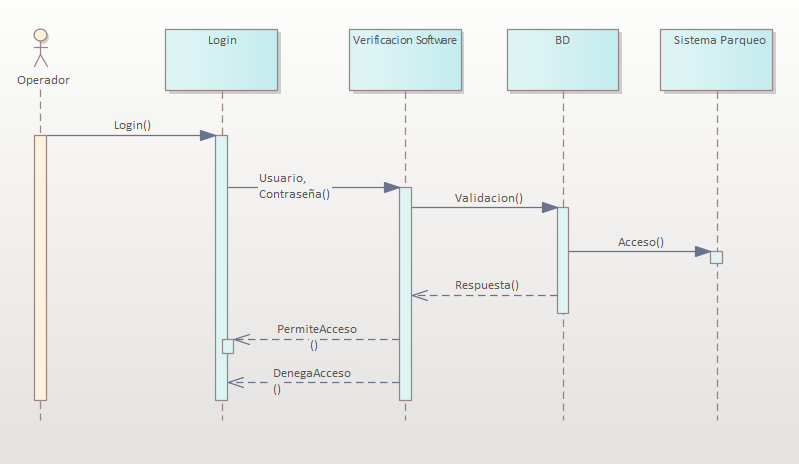 Operador
Login
Verificacion Software
BD
Sistema Parqueo
Login()
Usuario,
Contraseña()
Validacion()
Acceso()
Respuesta()
PermiteAcceso
()
DenegaAcceso
()